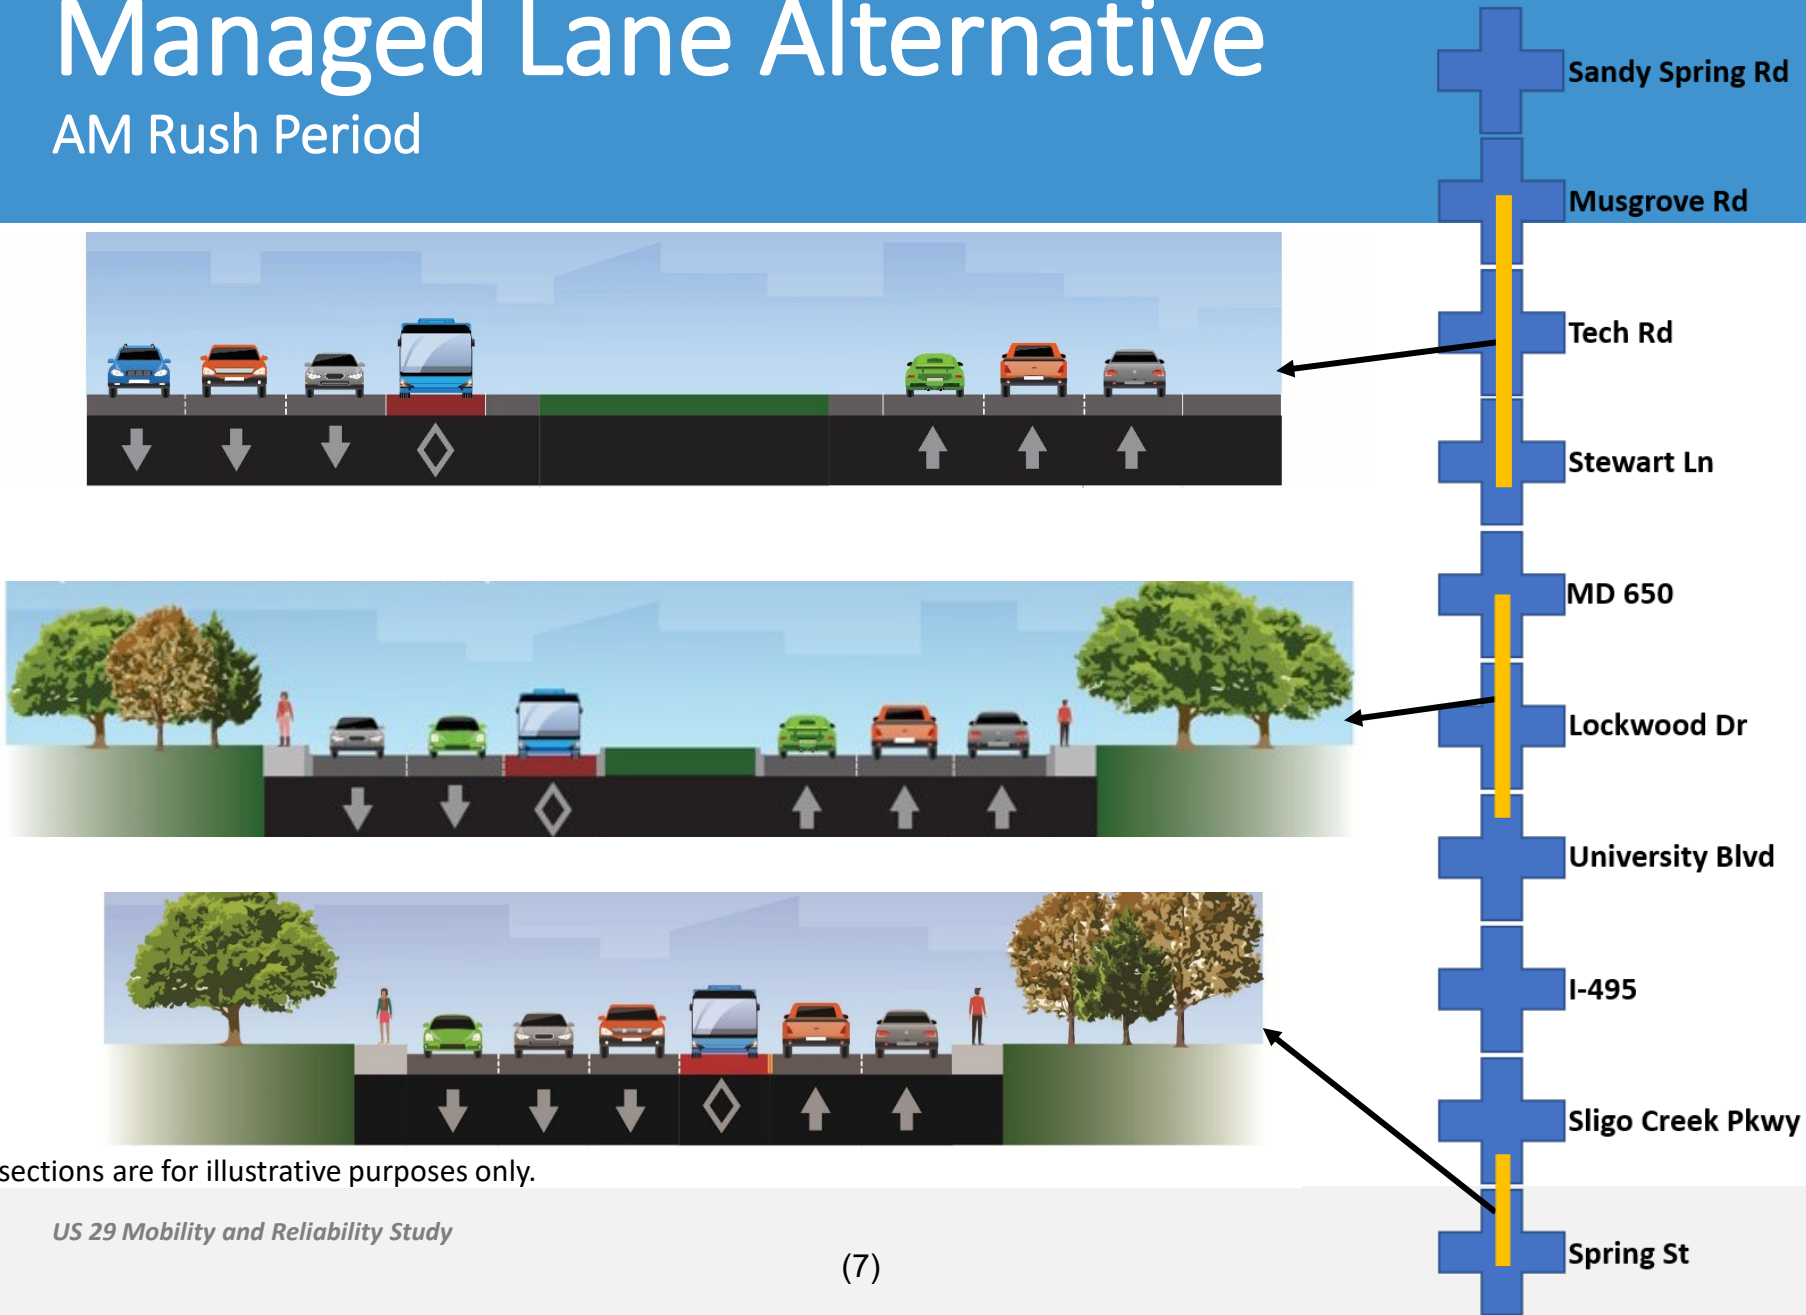 Managed Lane Alternative
AM Rush Period
Sandy Spring Rd
Musgrove Rd
Tech Rd
Stewart Ln
MD 650
Lockwood Dr
University Blvd
I-495
Sligo Creek Pkwy
Spring St
sections are for illustrative purposes only.
US 29 Mobility and Reliability Study
(7)